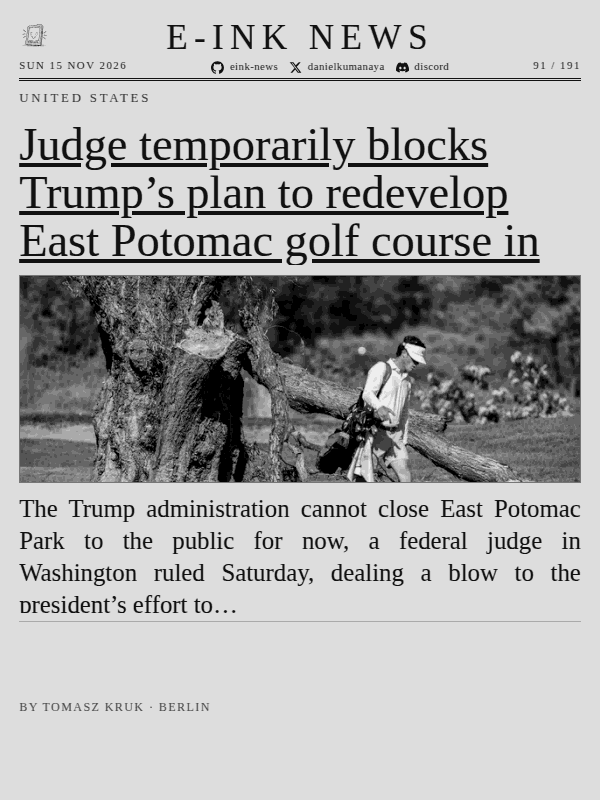 E-INK NEWS
SUN 15 NOV 2026
eink-news danielkumanaya discord
91 / 191
UNITED STATES
Judge temporarily blocks
Trump’s plan to redevelop
East Potomac golf course in
The Trump administration cannot close East Potomac
Park to the public for now, a federal judge in
Washington ruled Saturday, dealing a blow to the
president’s effort to…
BY TOMASZ KRUK · BERLIN